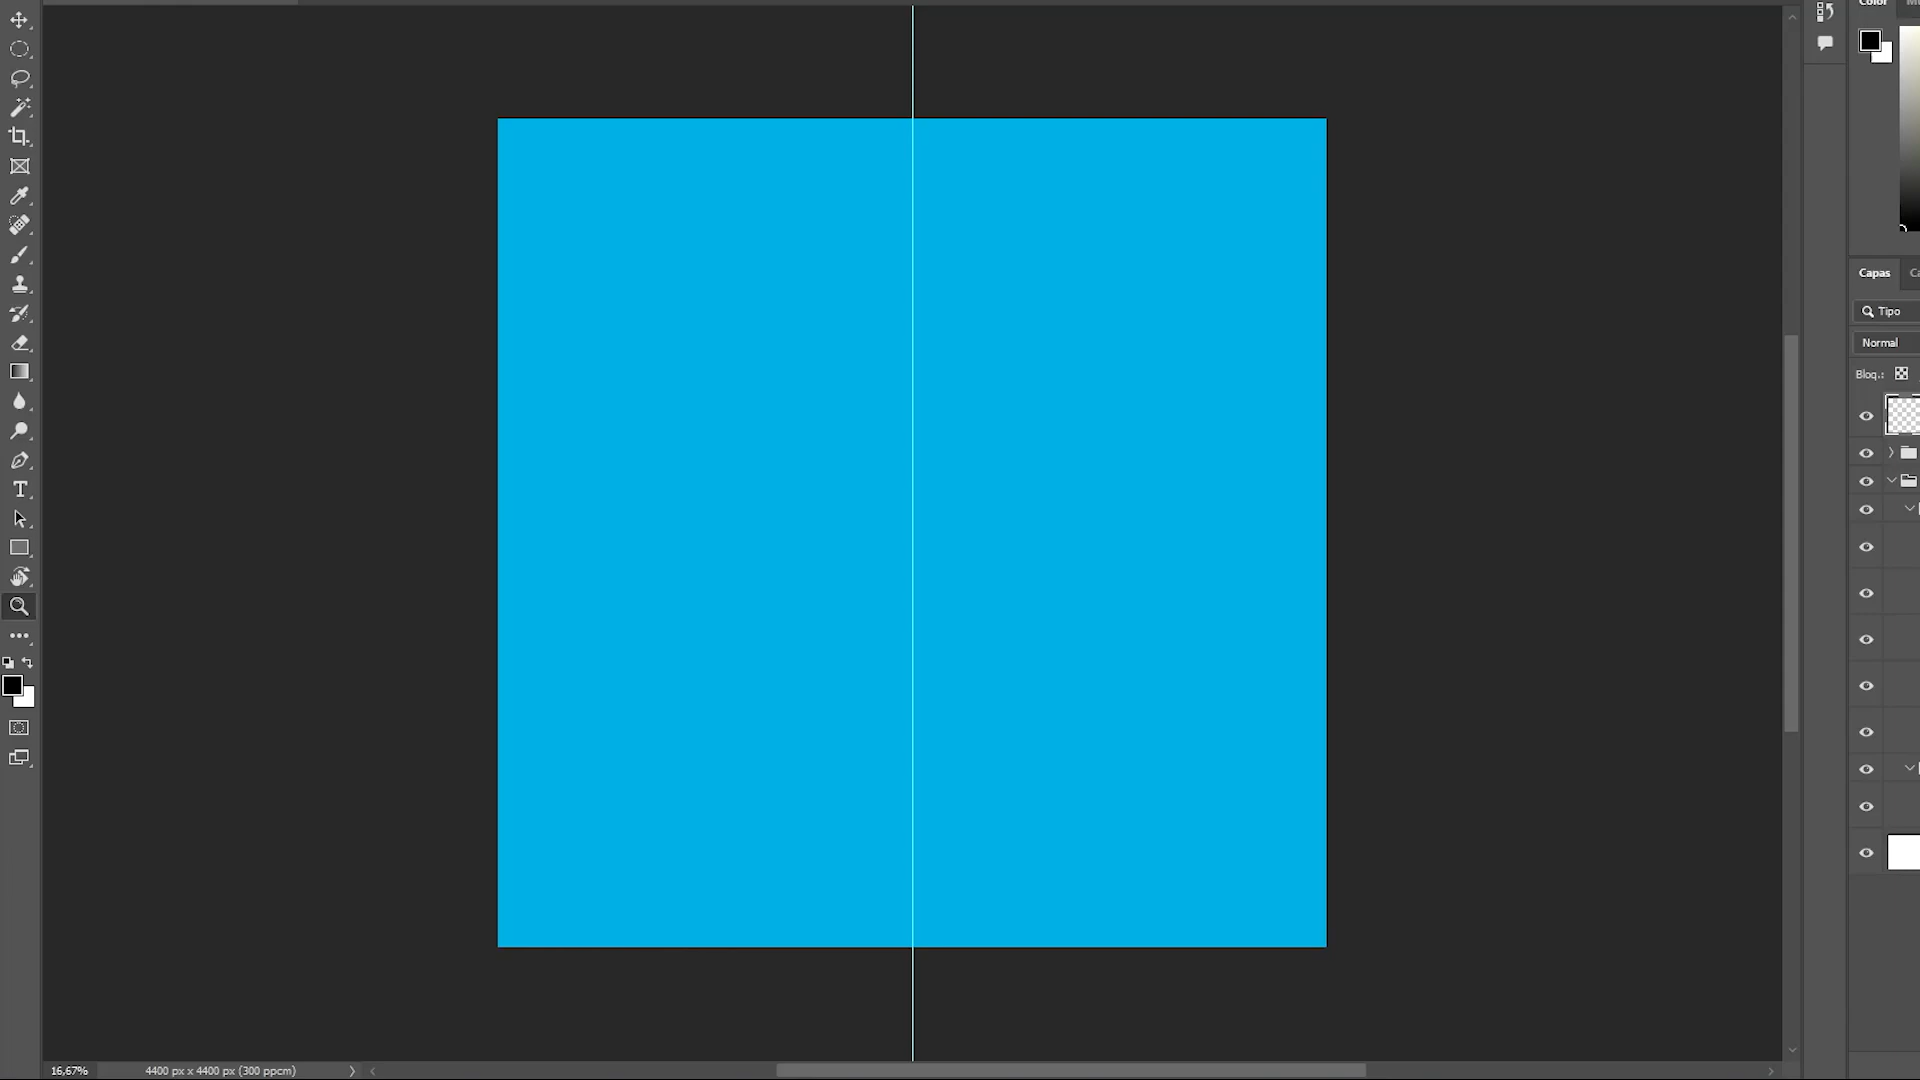 Color
Capas
Tipo
Normal
Bloq.:
16,67%
4400 px x 4400 px (300 ppcm)